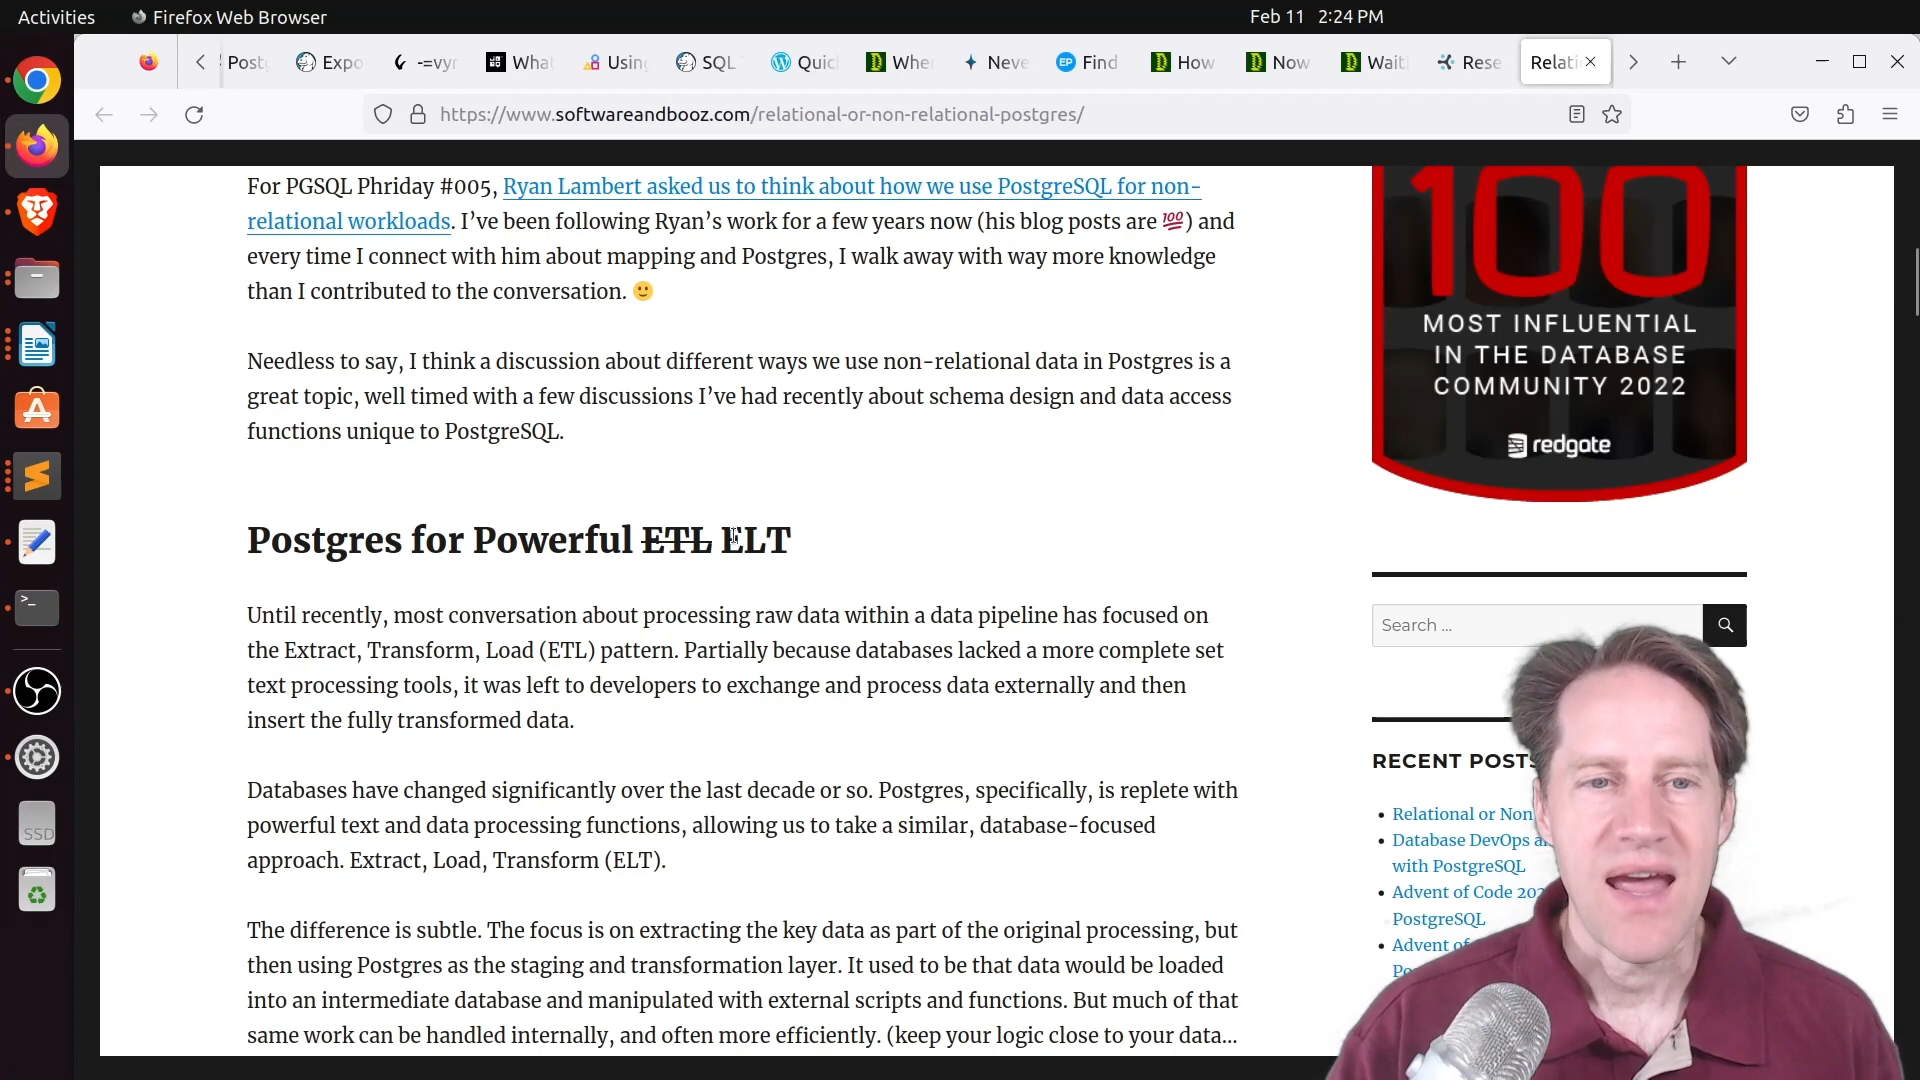 Activities
Firefox Web Browser
Feb 11 2:24 PM
Postg
Expo
-=vyr
What
Using
SQL
Quic
Whe
Neve
EP
Find
How
Now
Wait
Rese
Relati
https://www.softwareandbooz.com/relational-or-non-relational-postgres/
For PGSQL Phriday #005, Ryan Lambert asked us to think about how we use PostgreSQL for non-
relational workloads. I’ve been following Ryan’s work for a few years now (his blog posts are 💯) and
every time I connect with him about mapping and Postgres, I walk away with way more knowledge
than I contributed to the conversation. 🙂
Needless to say, I think a discussion about different ways we use non-relational data in Postgres is a
great topic, well timed with a few discussions I’ve had recently about schema design and data access
functions unique to PostgreSQL.
Postgres for Powerful ETL ELT
Until recently, most conversation about processing raw data within a data pipeline has focused on
the Extract, Transform, Load (ETL) pattern. Partially because databases lacked a more complete set
text processing tools, it was left to developers to exchange and process data externally and then
insert the fully transformed data.
Databases have changed significantly over the last decade or so. Postgres, specifically, is replete with
powerful text and data processing functions, allowing us to take a similar, database-focused
approach. Extract, Load, Transform (ELT).
The difference is subtle. The focus is on extracting the key data as part of the original processing, but
then using Postgres as the staging and transformation layer. It used to be that data would be loaded
into an intermediate database and manipulated with external scripts and functions. But much of that
same work can be handled internally, and often more efficiently. (keep your logic close to your data…
100
MOST INFLUENTIAL
IN THE DATABASE
COMMUNITY 2022
redgate
Search …
RECENT POSTS
Relational or Non
Database DevOps a
with PostgreSQL
Advent of Code 202
PostgreSQL
Advent of
Po
SSD